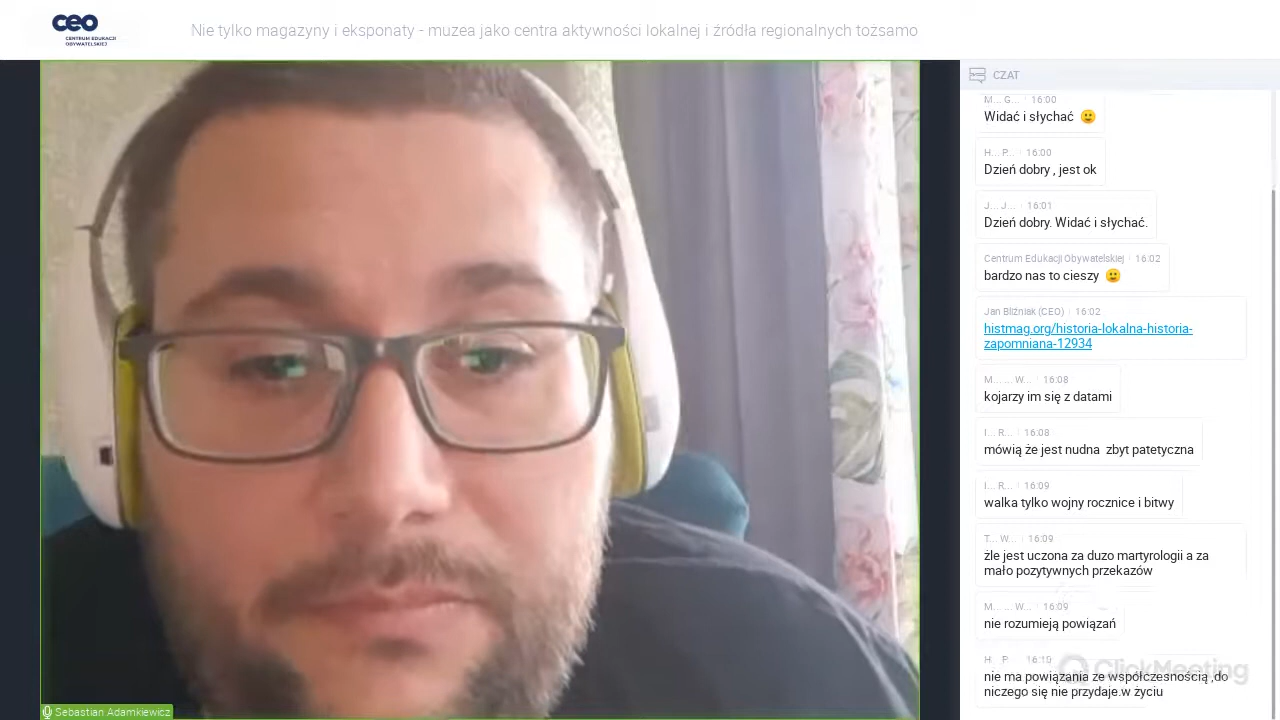 ceo
CENTRUM EDUKACJI
OBYWATELSKIEJ
Nie tylko magazyny i eksponaty - muzea jako centra aktywności lokalnej i źródła regionalnych tożsamo
CZAT
M... G... 16:00
Widać i słychać
H... P... 16:00
Dzień dobry , jest ok
J... J... 16:01
Dzień dobry. Widać i słychać.
Centrum Edukacji Obywatelskiej 16:02
bardzo nas to cieszy
Jan Bliźniak (CEO) 16:02
histmag.org/historia-lokalna-historia-
zapomniana-12934
M... ... W... 16:08
kojarzy im się z datami
I... R... 16:08
mówią że jest nudna zbyt patetyczna
I... R... 16:09
walka tylko wojny rocznice i bitwy
T... W... 16:09
żle jest uczona za duzo martyrologii a za
mało pozytywnych przekazów
M... ... W... 16:09
nie rozumieją powiązań
H... P... 16:10
nie ma powiązania ze współczesnością ,do
niczego się nie przydaje.w życiu
ClickMeeting
Sebastian Adamkiewicz